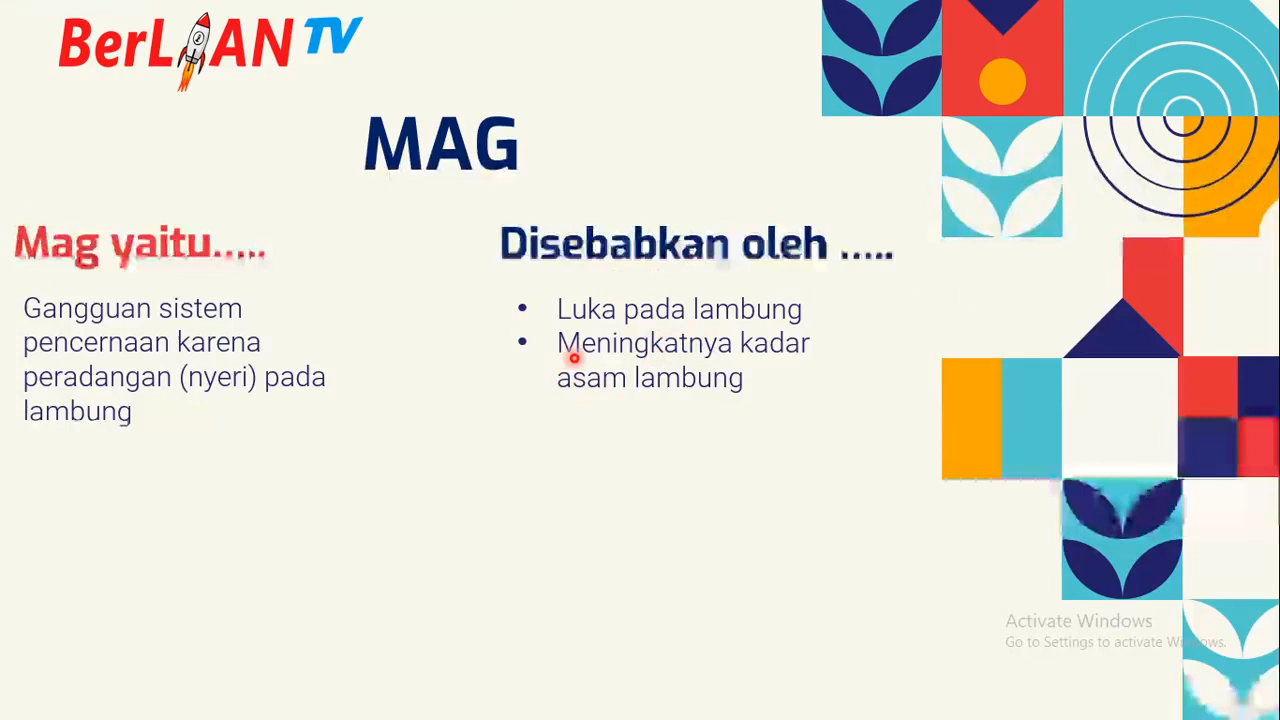 BerLIAN TV
MAG
Mag yaitu.....
Gangguan sistem
pencernaan karena
peradangan (nyeri) pada
lambung
Disebabkan oleh .....
• Luka pada lambung
• Meningkatnya kadar
asam lambung
Activate Windows
Go to Settings to activate Windows.